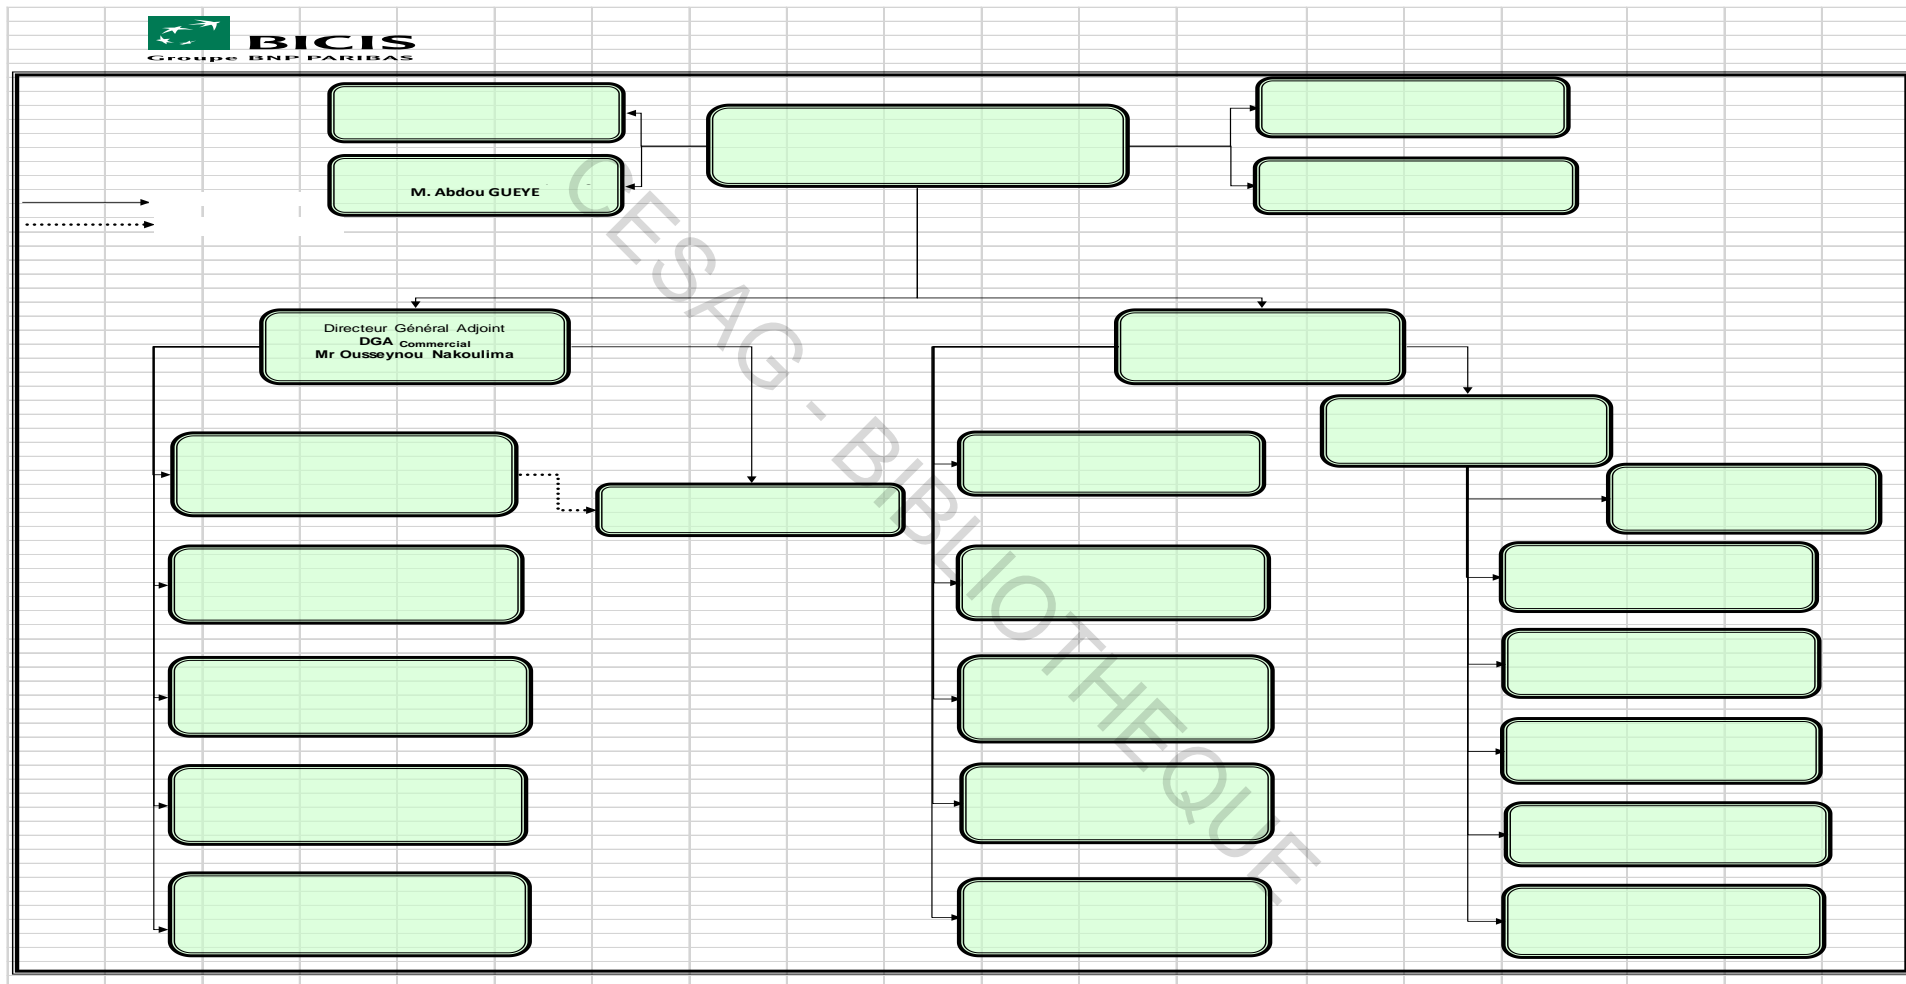 BICIS
Groupe BNP PARIBAS
M. Abdou GUEYE
Directeur Général Adjoint
DGA Commercial
Mr Ousseynou Nakoulima
CESAG - BIBLIOTHEQUE